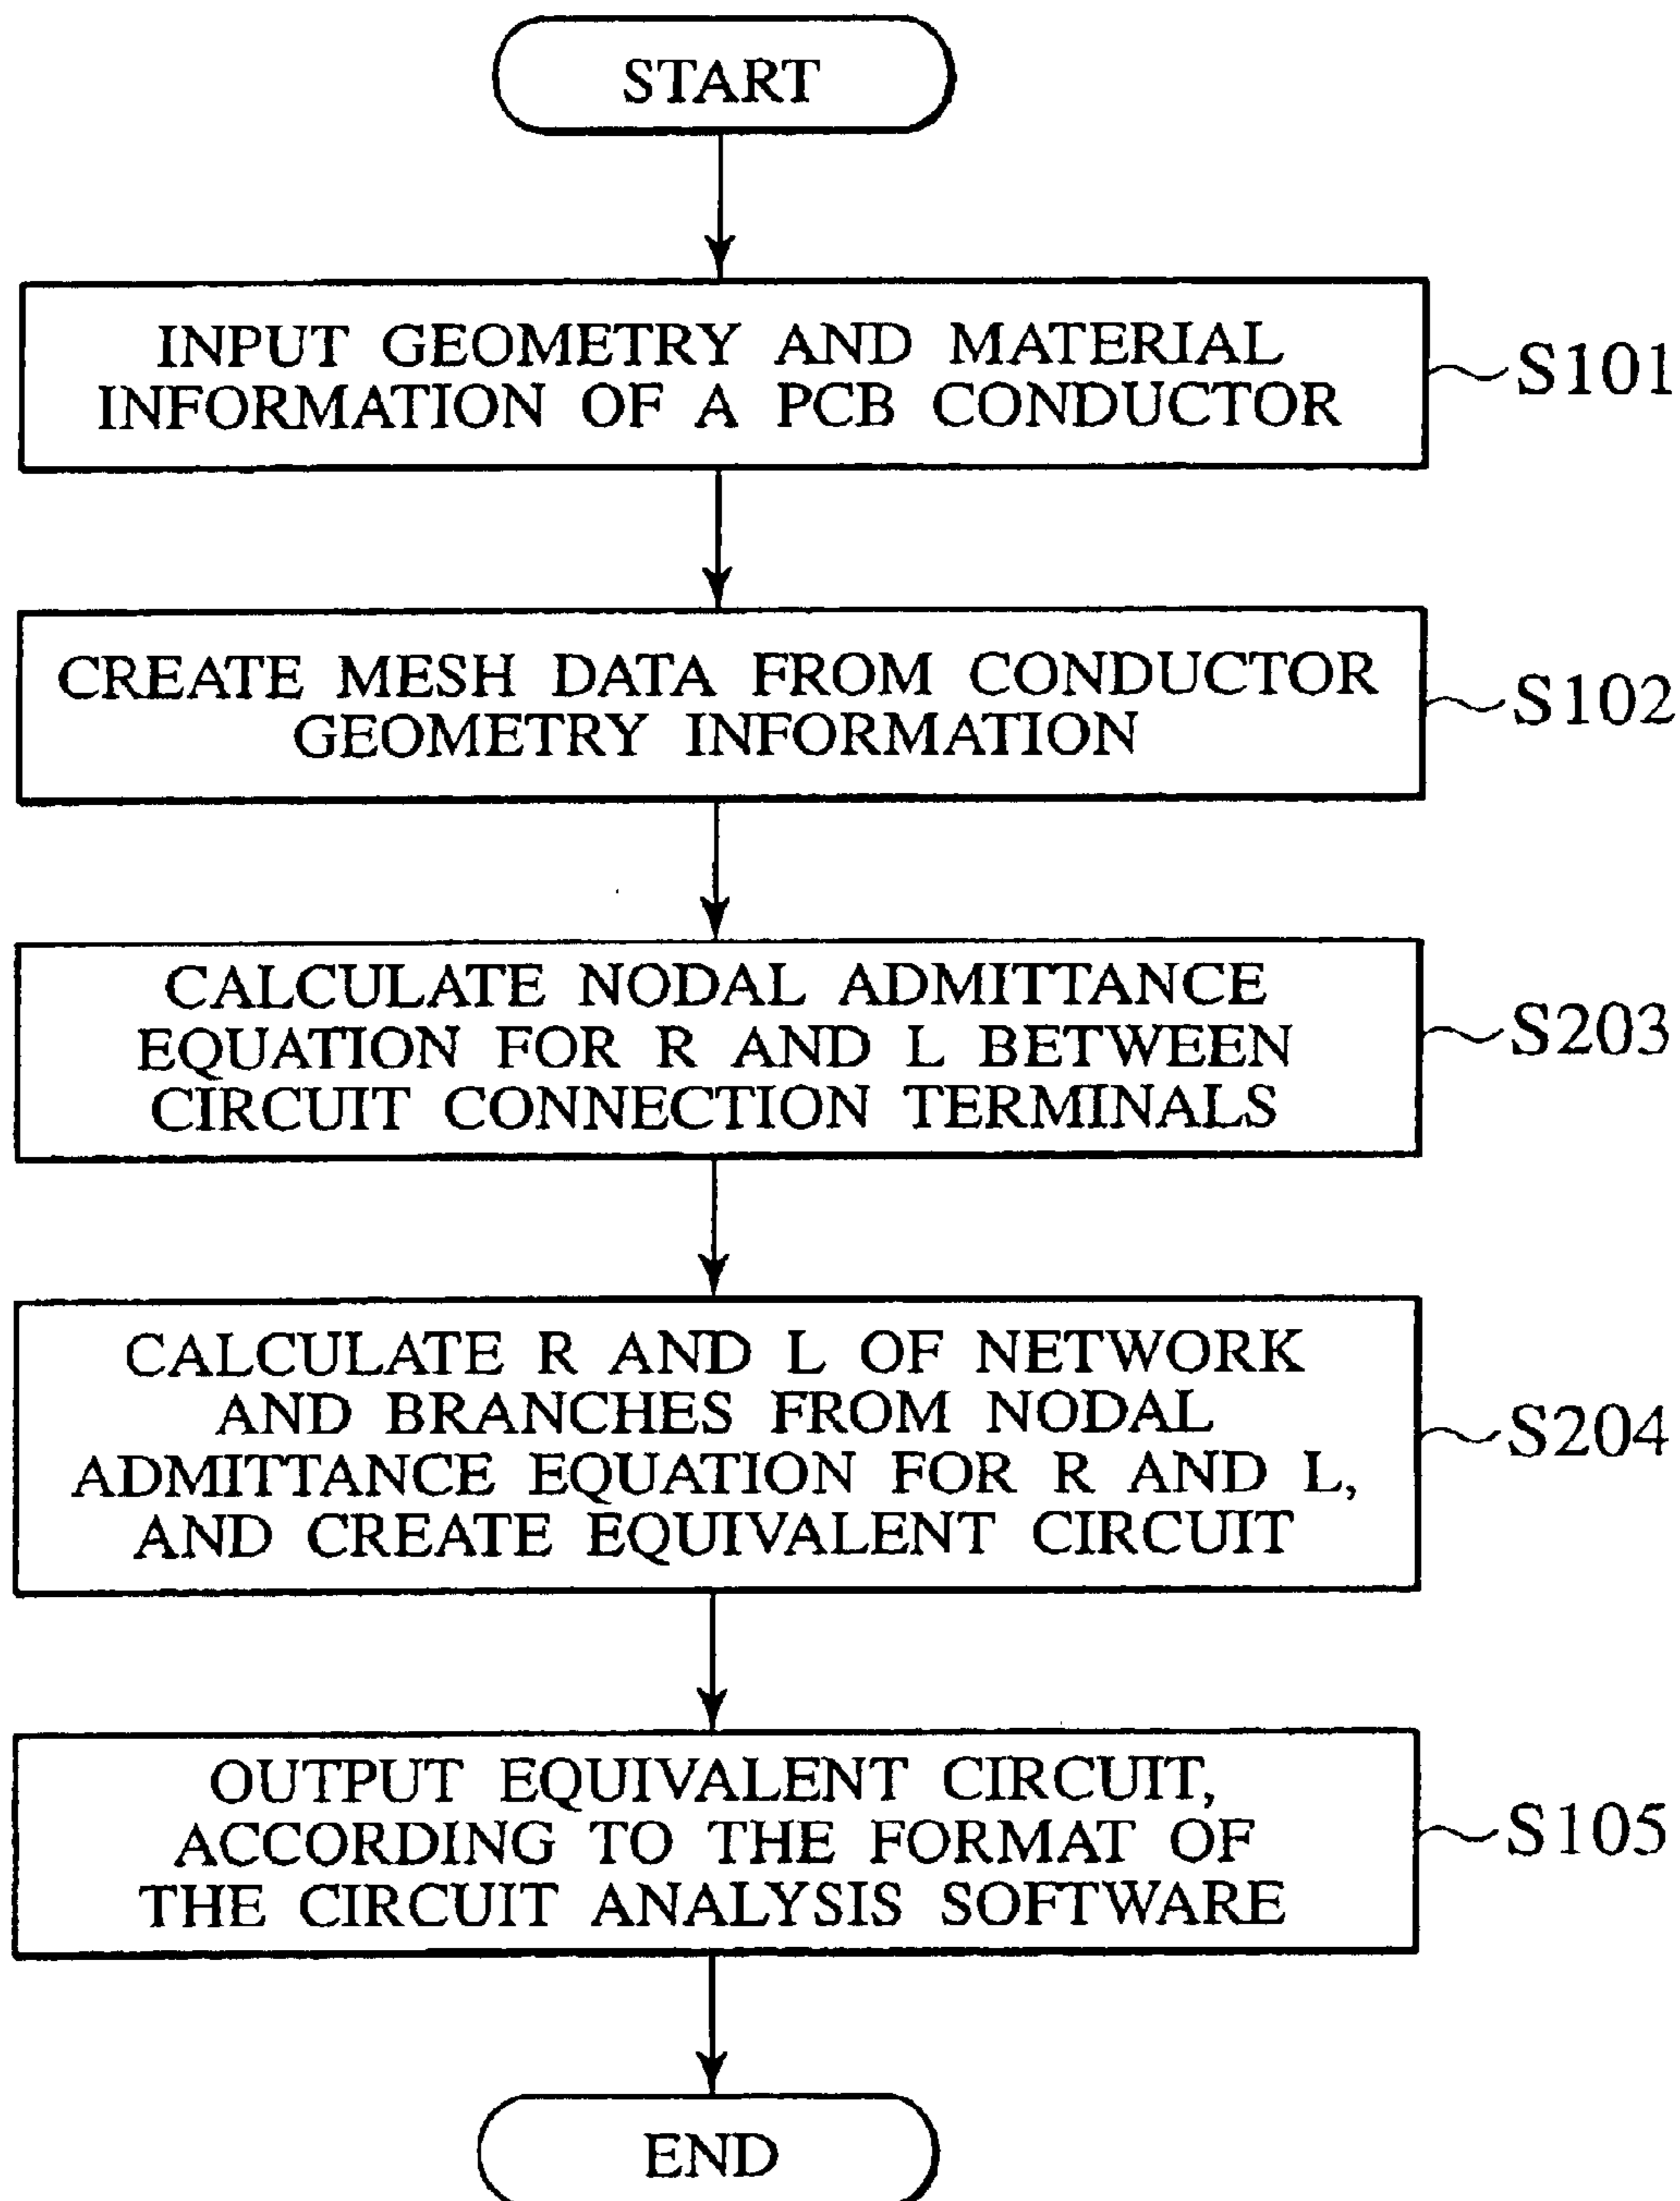 START
INPUT GEOMETRY AND MATERIAL
INFORMATION OF A PCB CONDUCTOR
S101
CREATE MESH DATA FROM CONDUCTOR
GEOMETRY INFORMATION
S102
CALCULATE NODAL ADMITTANCE
EQUATION FOR R AND L BETWEEN
CIRCUIT CONNECTION TERMINALS
S203
CALCULATE R AND L OF NETWORK
AND BRANCHES FROM NODAL
ADMITTANCE EQUATION FOR R AND L,
AND CREATE EQUIVALENT CIRCUIT
S204
OUTPUT EQUIVALENT CIRCUIT,
ACCORDING TO THE FORMAT OF
THE CIRCUIT ANALYSIS SOFTWARE
S105
END